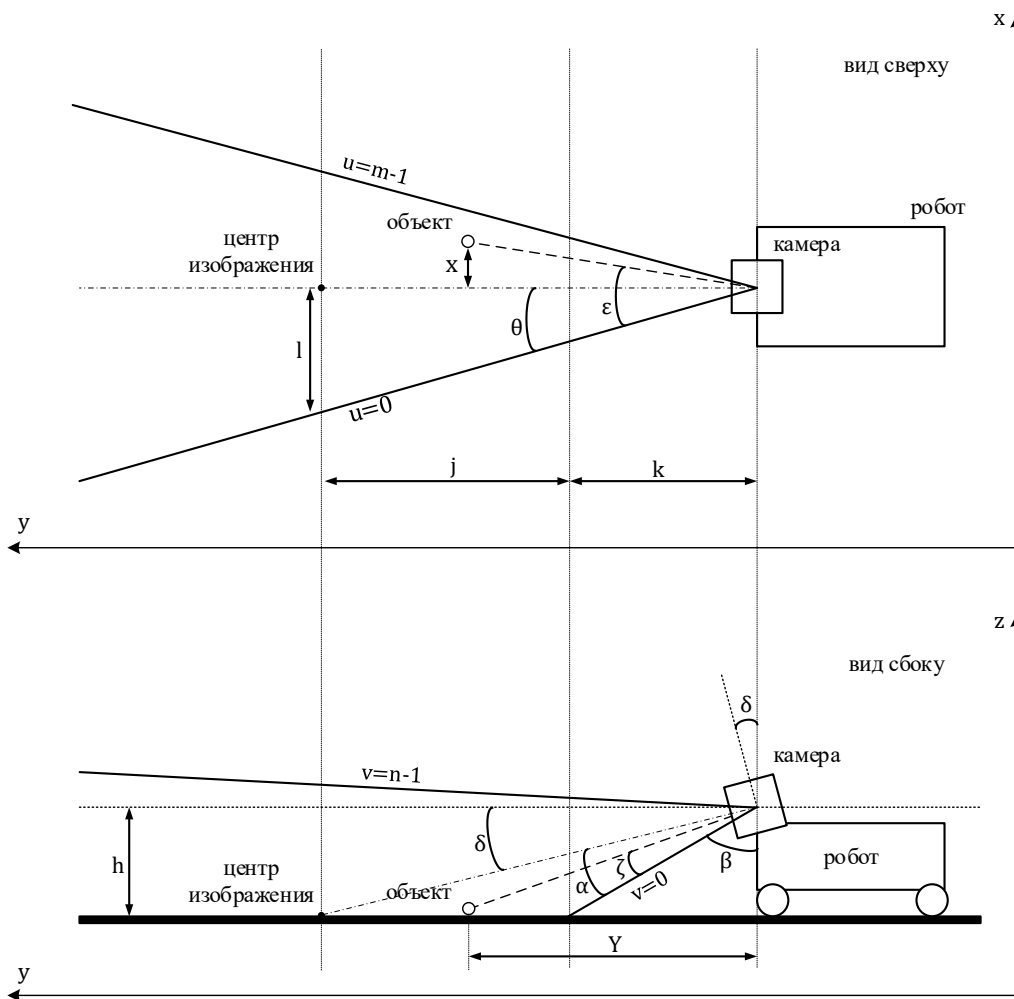 x
вид сверху
u=m-1
объект
робот
центр
изображения
камера
x
ε
θ
l
u=0
j
k
y
z
вид сбоку
δ
камера
v=n-1
δ
h
центр
изображения
объект
α
ζ
v=0
β
робот
Y
y